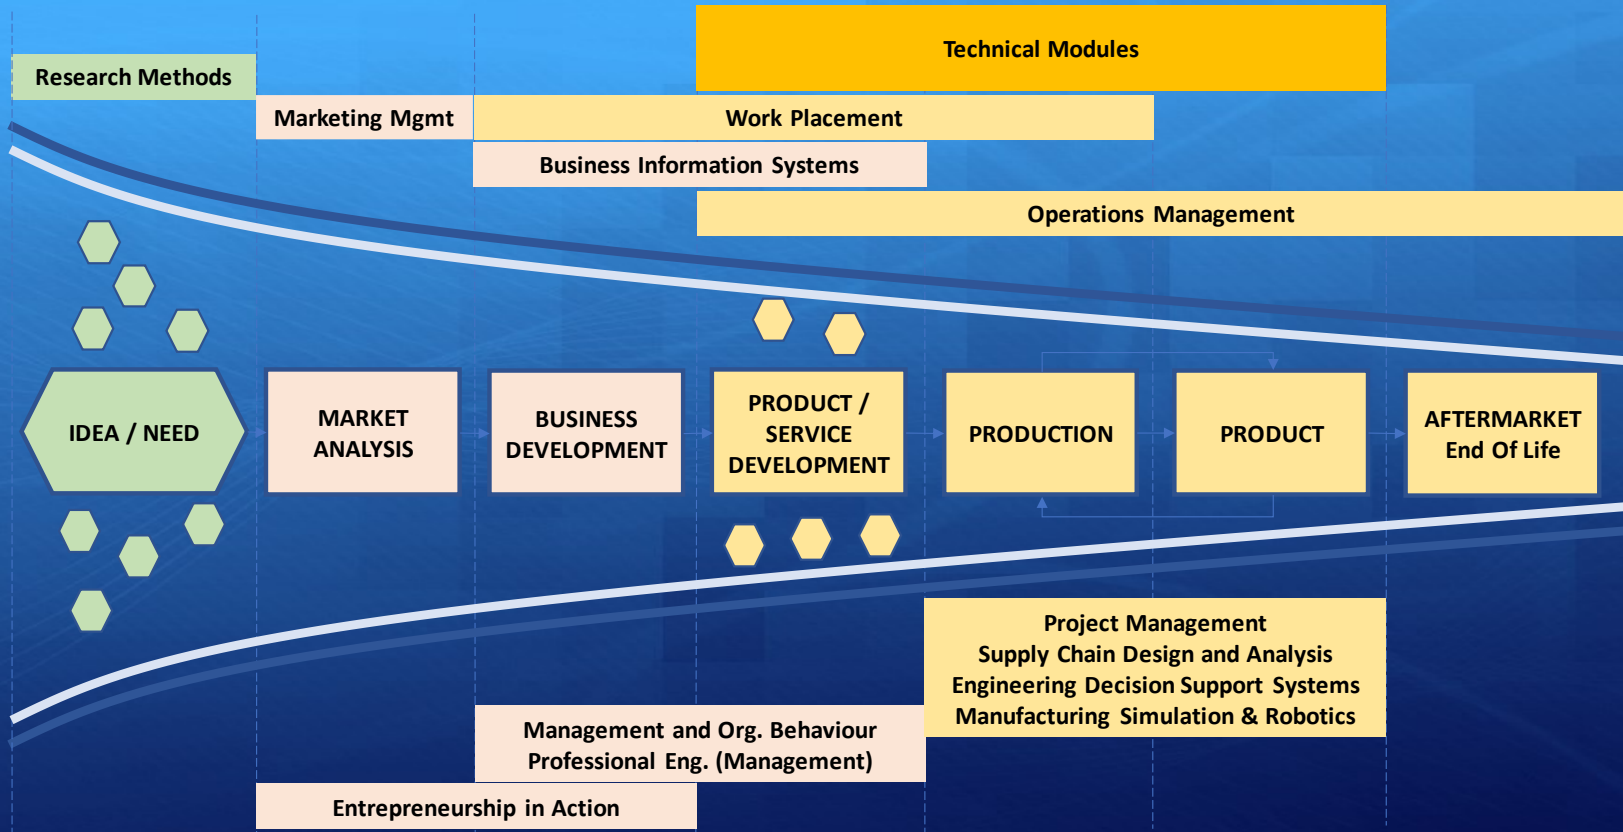 Technical Modules
Research Methods
Marketing Mgmt
Work Placement
Business Information Systems
Operations Management
IDEA / NEED
MARKET
ANALYSIS
BUSINESS
DEVELOPMENT
PRODUCT /
SERVICE
DEVELOPMENT
PRODUCTION
PRODUCT
AFTERMARKET
End Of Life
Project Management
Supply Chain Design and Analysis
Engineering Decision Support Systems
Manufacturing Simulation & Robotics
Management and Org. Behaviour
Professional Eng. (Management)
Entrepreneurship in Action